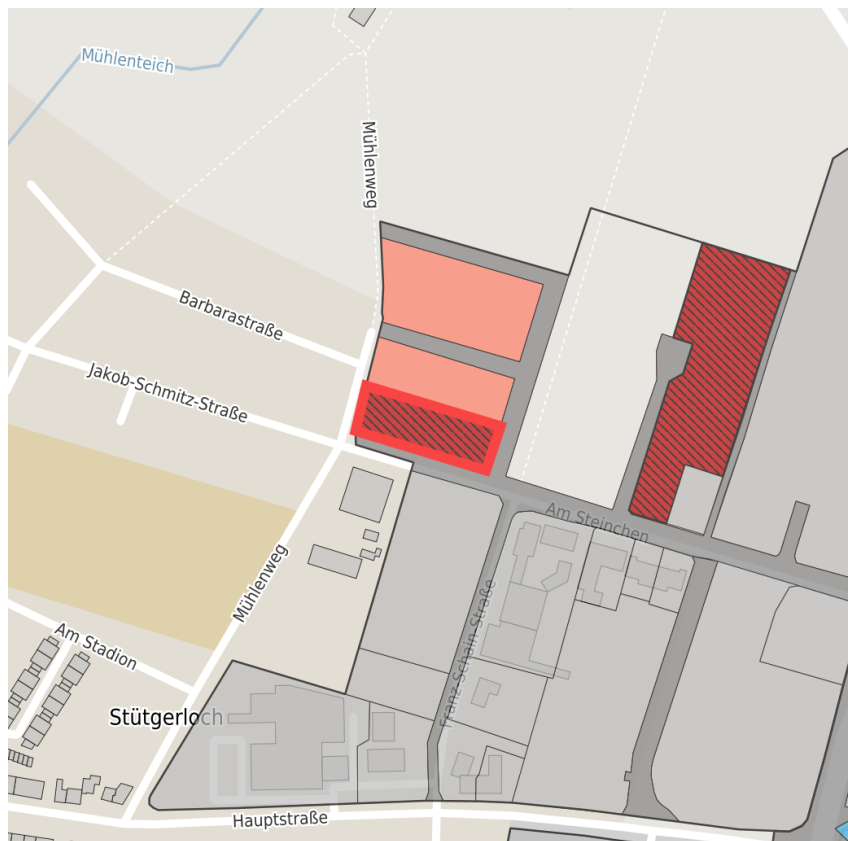 Mühlenteich
Mühlenweg
Barbarastraße
Jakob-Schmitz-Straße
Am Steinchen
Mühlenweg
Franz-Schain-Straße
Am Stadion
Stütgerloch
Hauptstraße